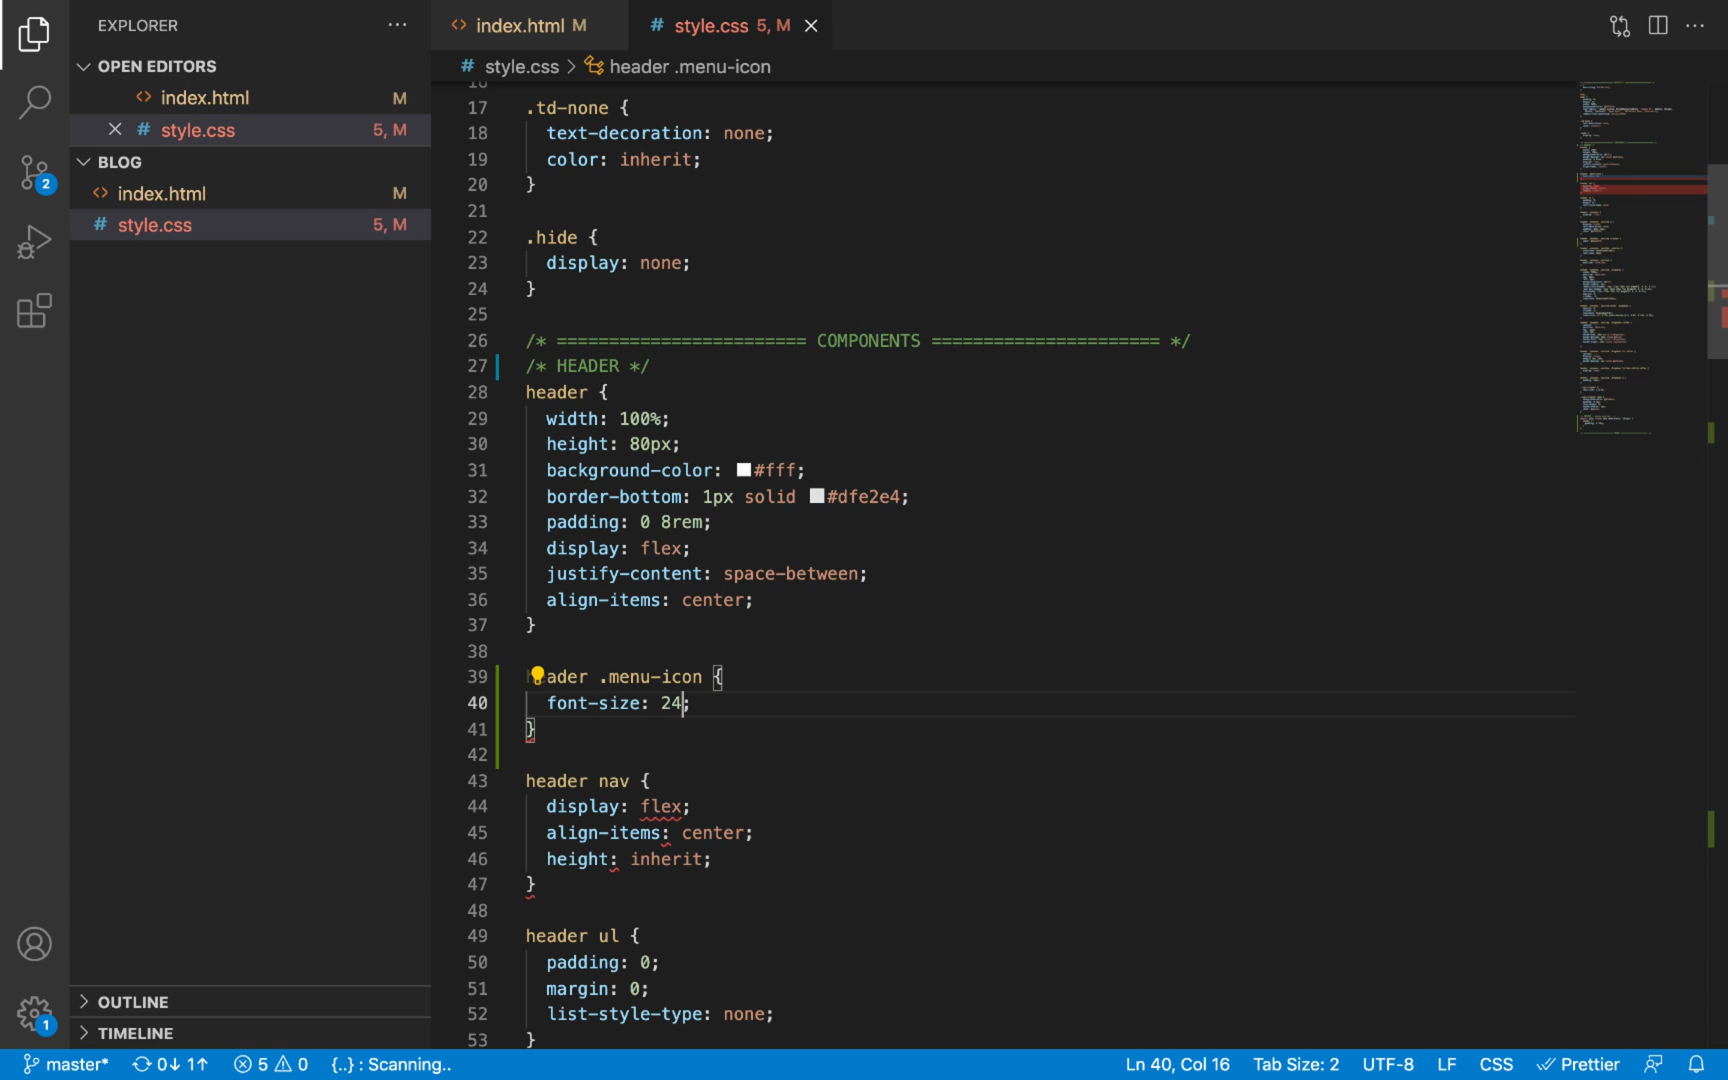 EXPLORER
OPEN EDITORS
index.html M
style.css 5, M
BLOG
index.html M
style.css 5, M
OUTLINE
TIMELINE
2
1
index.html M
style.css 5, M
style.css > header .menu-icon
17 .td-none {
18 text-decoration: none;
19 color: inherit;
20 }
21
22 .hide {
23 display: none;
24 }
25
26 /* ======================== COMPONENTS ====================== */
27 /* HEADER */
28 header {
29 width: 100%;
30 height: 80px;
31 background-color: #fff;
32 border-bottom: 1px solid #dfe2e4;
33 padding: 0 8rem;
34 display: flex;
35 justify-content: space-between;
36 align-items: center;
37 }
38
39 ader .menu-icon {
40 font-size: 24;
41 }
42
43 header nav {
44 display: flex;
45 align-items: center;
46 height: inherit;
47 }
48
49 header ul {
50 padding: 0;
51 margin: 0;
52 list-style-type: none;
53 }
master* 0↓ 1↑ 5 0 {..} : Scanning.. Ln 40, Col 16 Tab Size: 2 UTF-8 LF CSS Prettier